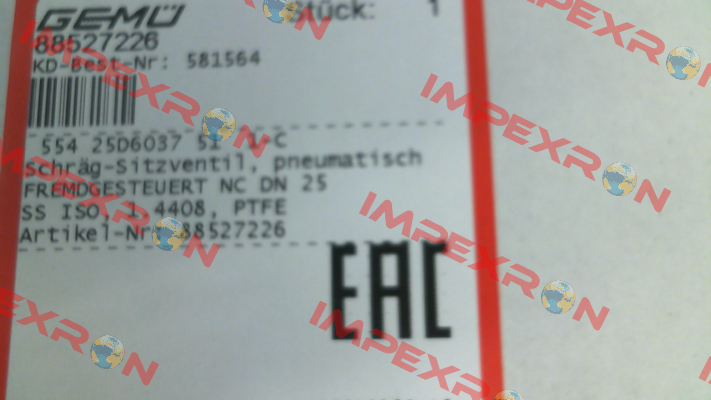 GEMÜ Stück: 1
88527226
KD-Best-Nr: 581564
554 25D6037 51 1-C
Schräg-Sitzventil, pneumatisch
FREMDGESTEUERT NC DN 25
SS ISO, 1.4408, PTFE
Artikel-Nr: 88527226
EAC
IMPEXRON
IMPEXRON
IMPEXRON
IMPEXRON
IMPEXRON
IMPEXRON